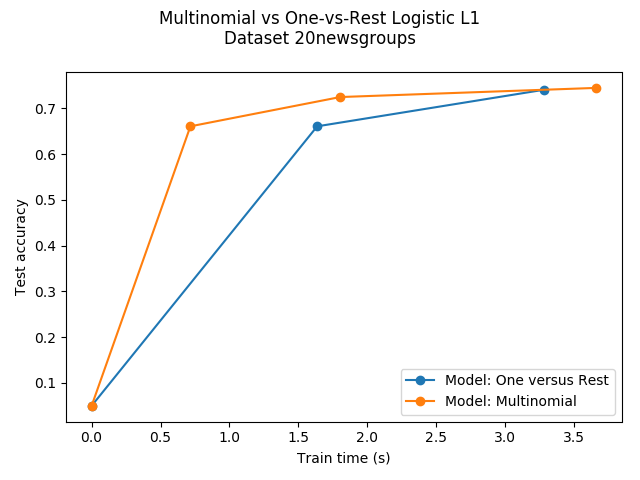 Multinomial vs One-vs-Rest Logistic L1
Dataset 20newsgroups
Test accuracy
0.7
0.6
0.5
0.4
0.3
0.2
0.1
0.0 0.5 1.0 1.5 2.0 2.5 3.0 3.5
Train time (s)
Model: One versus Rest
Model: Multinomial